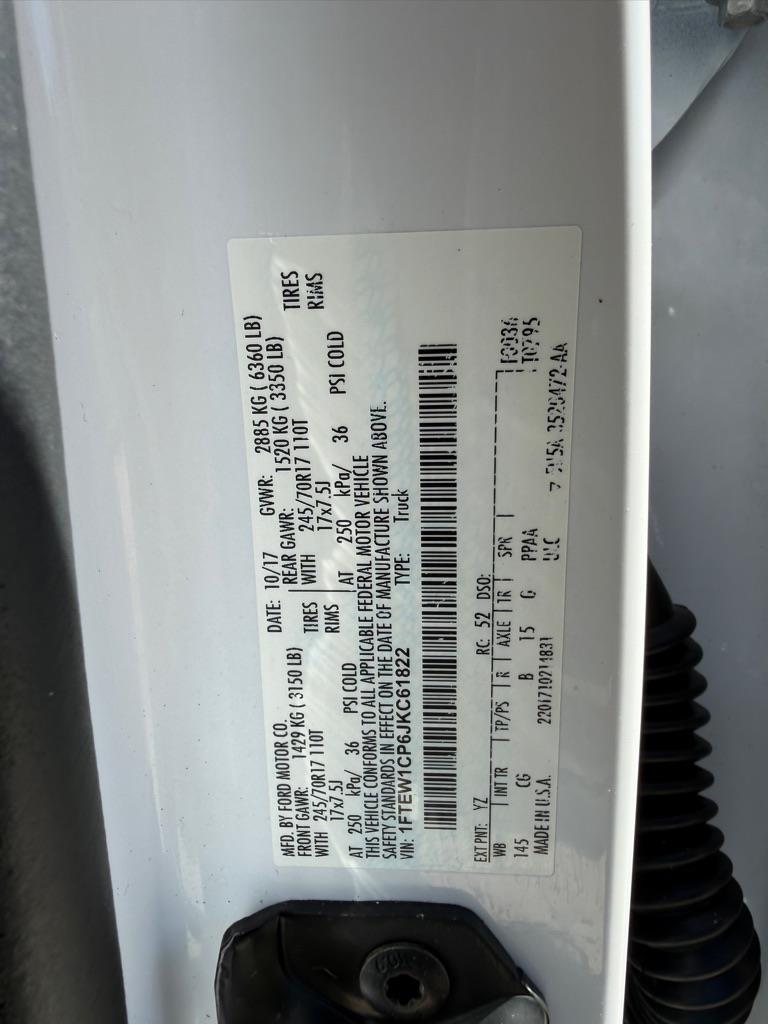 MFD. BY FORD MOTOR CO.
DATE: 10/17 GVWR: 2885 KG ( 6360 LB)
FRONT GAWR: 1429 KG ( 3150 LB) REAR GAWR: 1520 KG ( 3350 LB)
WITH 245/70R17 110T TIRES WITH 245/70R17 110T TIRES
17x7.5J RIMS 17x7.5J RIMS
AT 250 kPa/ 36 PSI COLD AT 250 kPa/ 36 PSI COLD
THIS VEHICLE CONFORMS TO ALL APPLICABLE FEDERAL MOTOR VEHICLE
SAFETY STANDARDS IN EFFECT ON THE DATE OF MANUFACTURE SHOWN ABOVE.
VIN: 1FTEW1CP6JKC61822 TYPE: Truck
EXT PNT: YZ RC: 52 DSO:
WB INT TR TP/PS R AXLE TR SPR
145 CG B 15 G PPAA
MADE IN U.S.A. 2201710211831